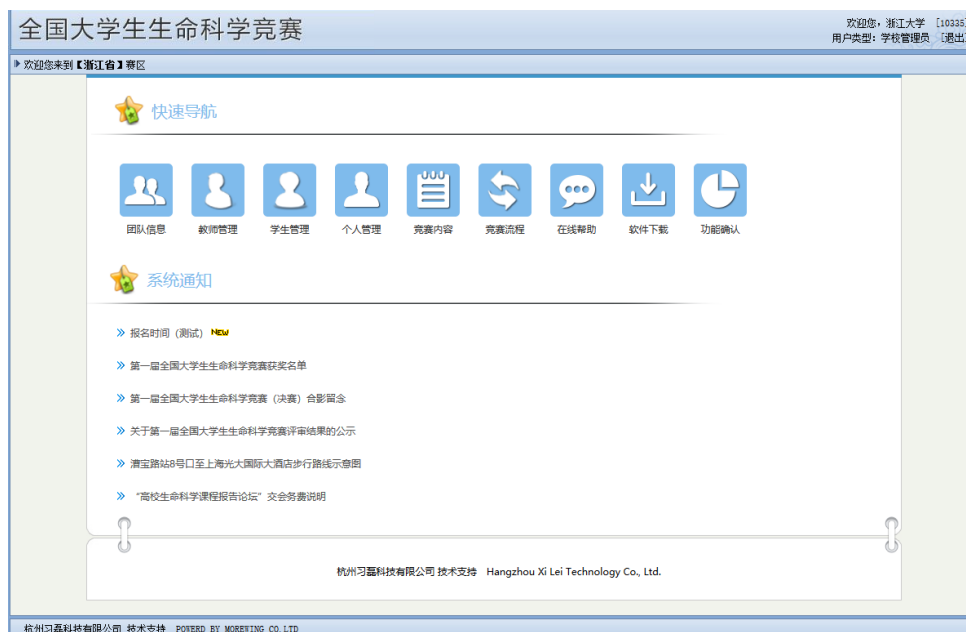 全国大学生生命科学竞赛
欢迎您，浙江大学 [10335]
用户类型：学校管理员 [退出]
欢迎您来到【浙江省】赛区
快速导航
团队信息 教师管理 学生管理 个人管理 竞赛内容 竞赛流程 在线帮助 软件下载 功能确认
系统通知
报名时间（测试） NEW
第一届全国大学生生命科学竞赛获奖名单
第一届全国大学生生命科学竞赛（决赛）合影留念
关于第一届全国大学生生命科学竞赛评审结果的公示
漕宝路站8号口至上海光大国际大酒店步行路线示意图
“高校生命科学课程报告论坛”交会务费说明
杭州习磊科技有限公司 技术支持 Hangzhou Xi Lei Technology Co., Ltd.
杭州习磊科技有限公司 技术支持 POWERD BY MOREWING CO.LTD